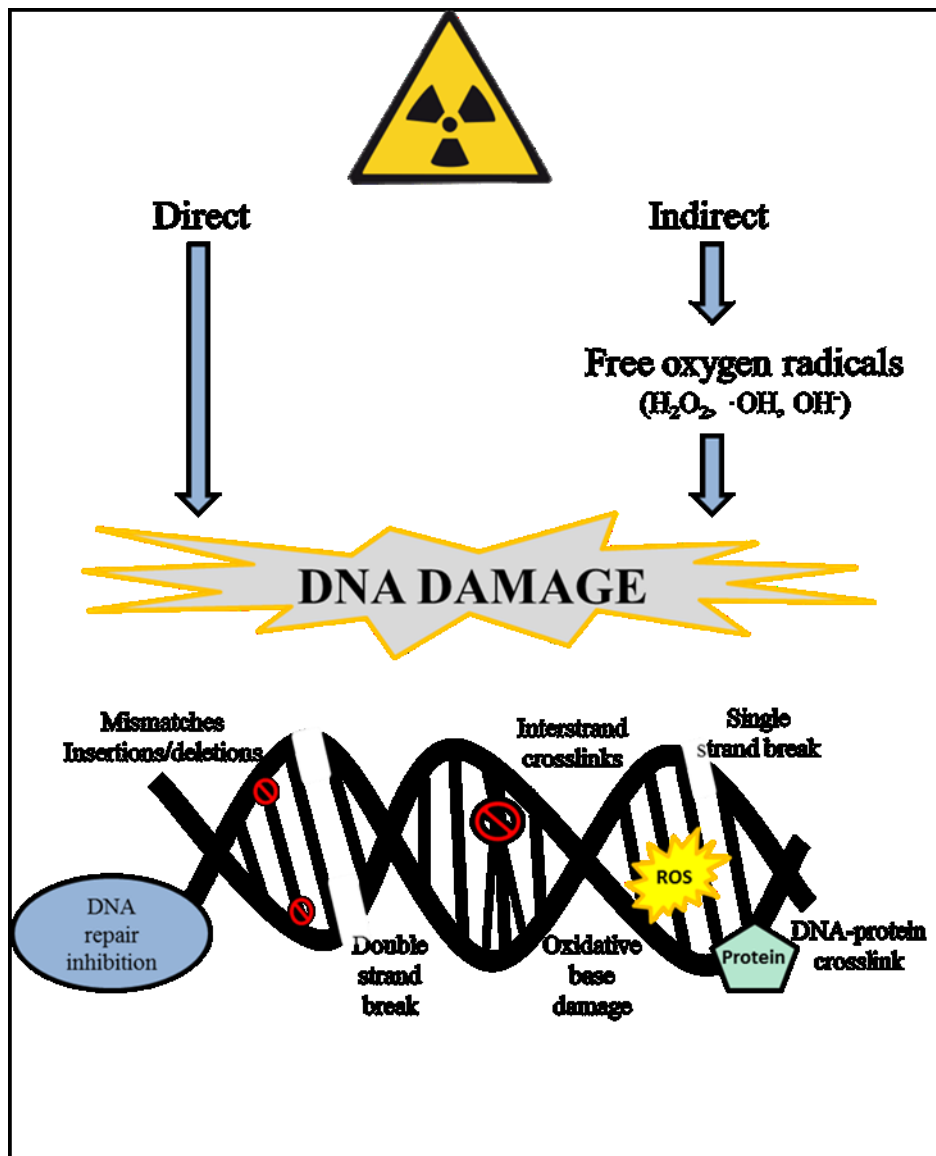 Direct
Indirect
Free oxygen radicals
(H₂O₂, ·OH, OH⁻)
DNA DAMAGE
Mismatches
Insertions/deletions
Interstrand
crosslinks
Single
strand break
ROS
DNA
repair
inhibition
Double
strand
break
Oxidative
base
damage
Protein
DNA-protein
crosslink